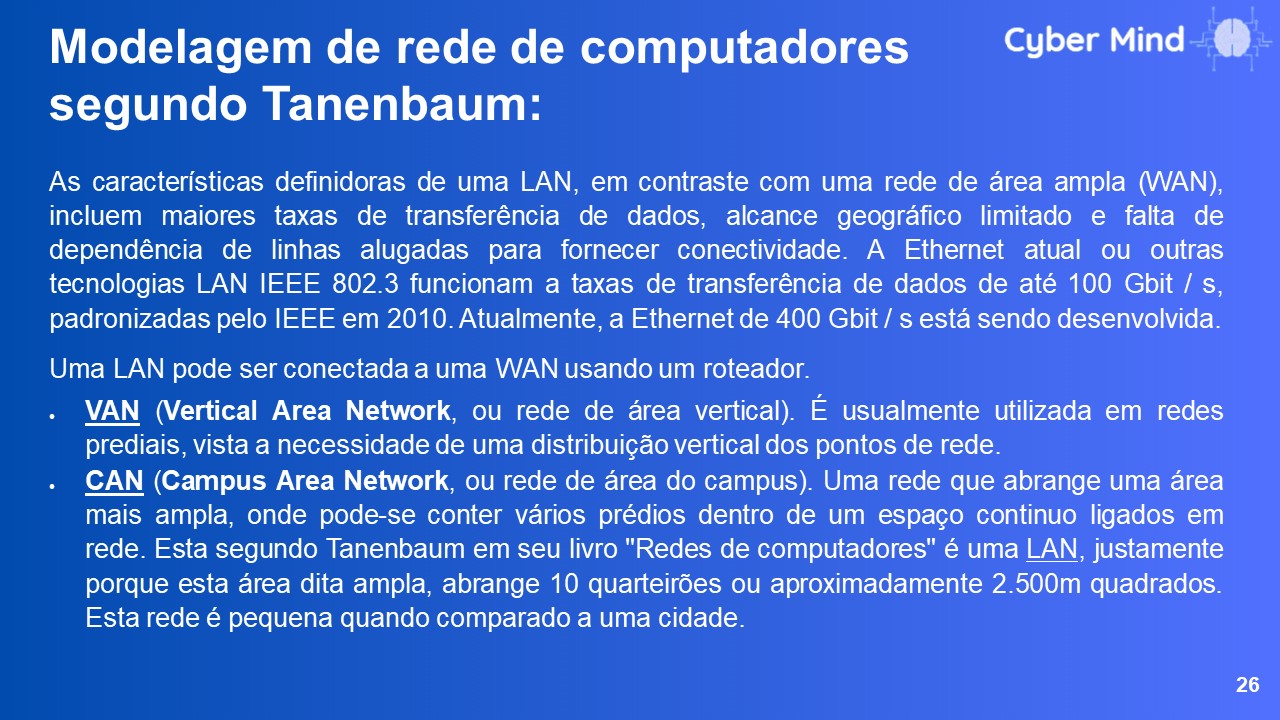 Modelagem de rede de computadores
segundo Tanenbaum:
Cyber Mind
As características definidoras de uma LAN, em contraste com uma rede de área ampla (WAN),
incluem maiores taxas de transferência de dados, alcance geográfico limitado e falta de
dependência de linhas alugadas para fornecer conectividade. A Ethernet atual ou outras
tecnologias LAN IEEE 802.3 funcionam a taxas de transferência de dados de até 100 Gbit / s,
padronizadas pelo IEEE em 2010. Atualmente, a Ethernet de 400 Gbit / s está sendo desenvolvida.
Uma LAN pode ser conectada a uma WAN usando um roteador.
• VAN (Vertical Area Network, ou rede de área vertical). É usualmente utilizada em redes
prediais, vista a necessidade de uma distribuição vertical dos pontos de rede.
• CAN (Campus Area Network, ou rede de área do campus). Uma rede que abrange uma área
mais ampla, onde pode-se conter vários prédios dentro de um espaço continuo ligados em
rede. Esta segundo Tanenbaum em seu livro "Redes de computadores" é uma LAN, justamente
porque esta área dita ampla, abrange 10 quarteirões ou aproximadamente 2.500m quadrados.
Esta rede é pequena quando comparado a uma cidade.
26